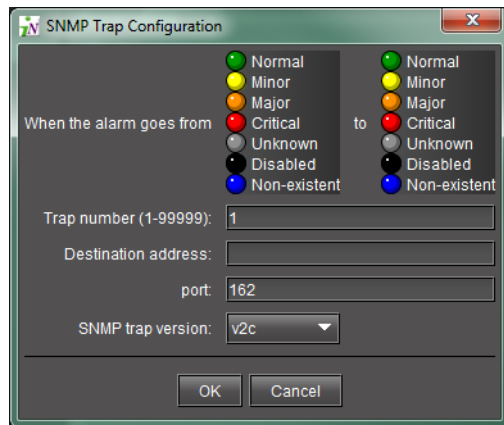 SNMP Trap Configuration
Normal Normal
Minor Minor
Major Major
When the alarm goes from Critical to Critical
Unknown Unknown
Disabled Disabled
Non-existent Non-existent
Trap number (1-99999): 1
Destination address:
port: 162
SNMP trap version: v2c
OK Cancel